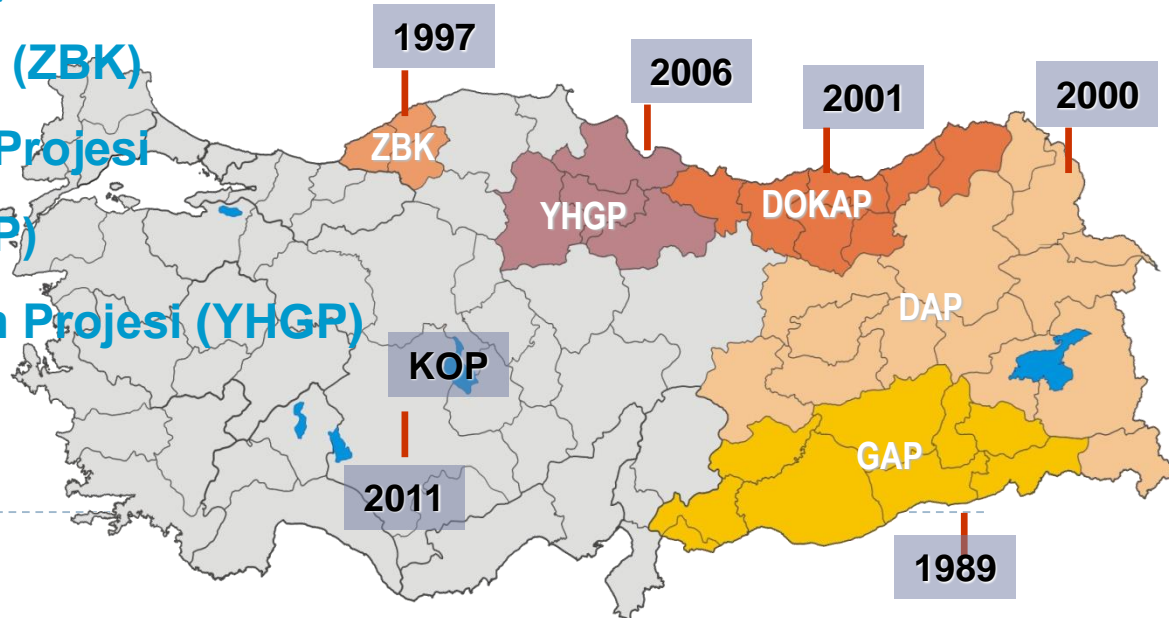 (ZBK)
Projesi
P)
Projesi (YHGP)
1997
2006
2001
2000
ZBK
YHGP
DOKAP
DAP
KOP
GAP
2011
1989